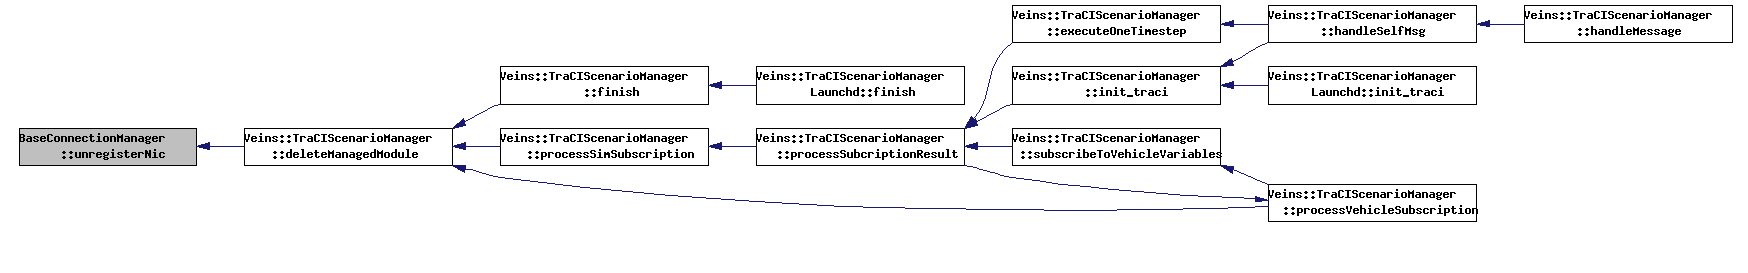 Veins::TraCIScenarioManager
::executeOneTimestep
Veins::TraCIScenarioManager
::handleSelfMsg
Veins::TraCIScenarioManager
::handleMessage
Veins::TraCIScenarioManager
::finish
Veins::TraCIScenarioManager
Launchd::finish
Veins::TraCIScenarioManager
::init_traci
Veins::TraCIScenarioManager
Launchd::init_traci
BaseConnectionManager
::unregisterNic
Veins::TraCIScenarioManager
::deleteManagedModule
Veins::TraCIScenarioManager
::processSimSubscription
Veins::TraCIScenarioManager
::processSubcriptionResult
Veins::TraCIScenarioManager
::subscribeToVehicleVariables
Veins::TraCIScenarioManager
::processVehicleSubscription